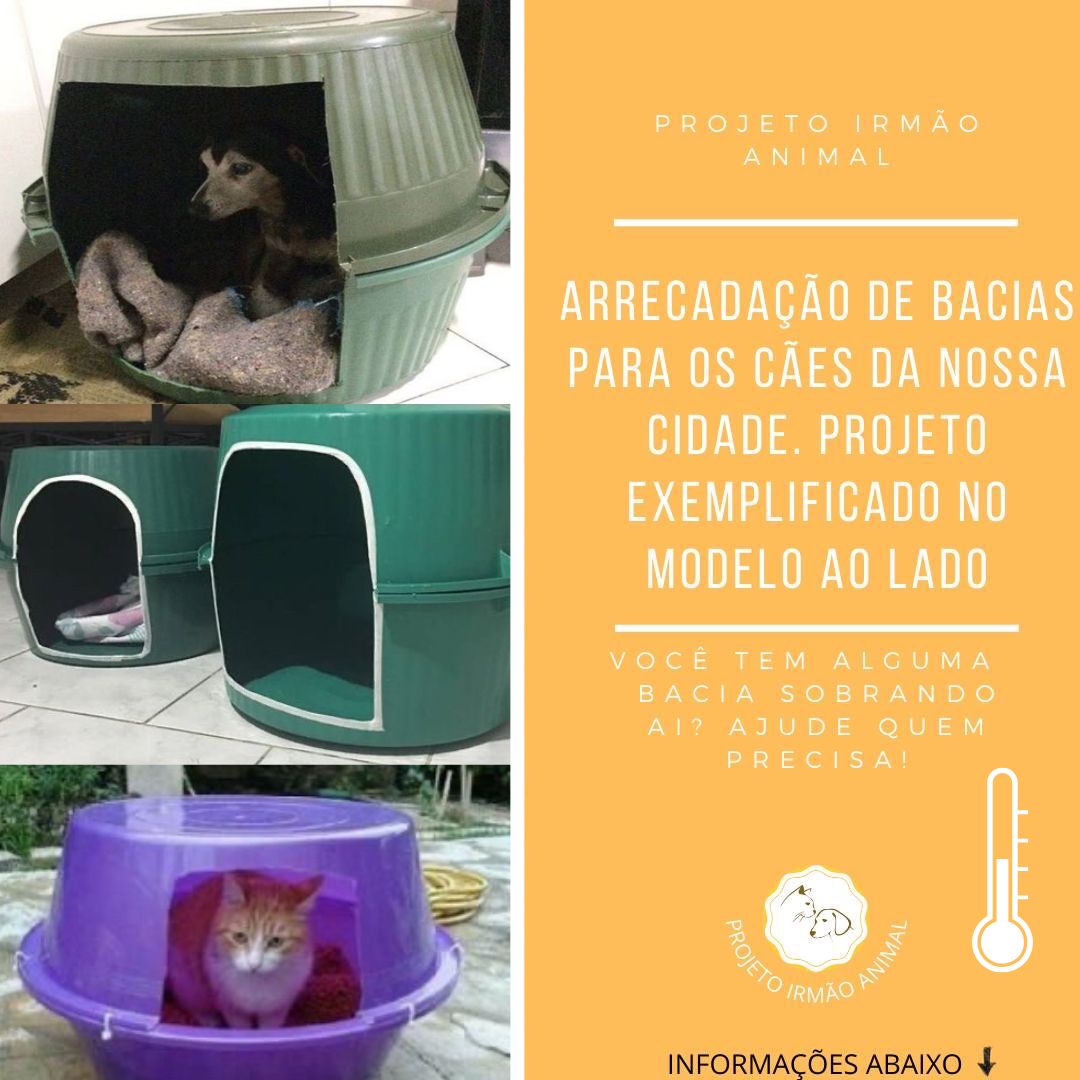 PROJETO IRMÃO
ANIMAL
ARRECADAÇÃO DE BACIAS
PARA OS CÃES DA NOSSA
CIDADE. PROJETO
EXEMPLIFICADO NO
MODELO AO LADO
VOCÊ TEM ALGUMA
BACIA SOBRANDO
AI? AJUDE QUEM
PRECISA!
PROJETO IRMÃO ANIMAL
INFORMAÇÕES ABAIXO